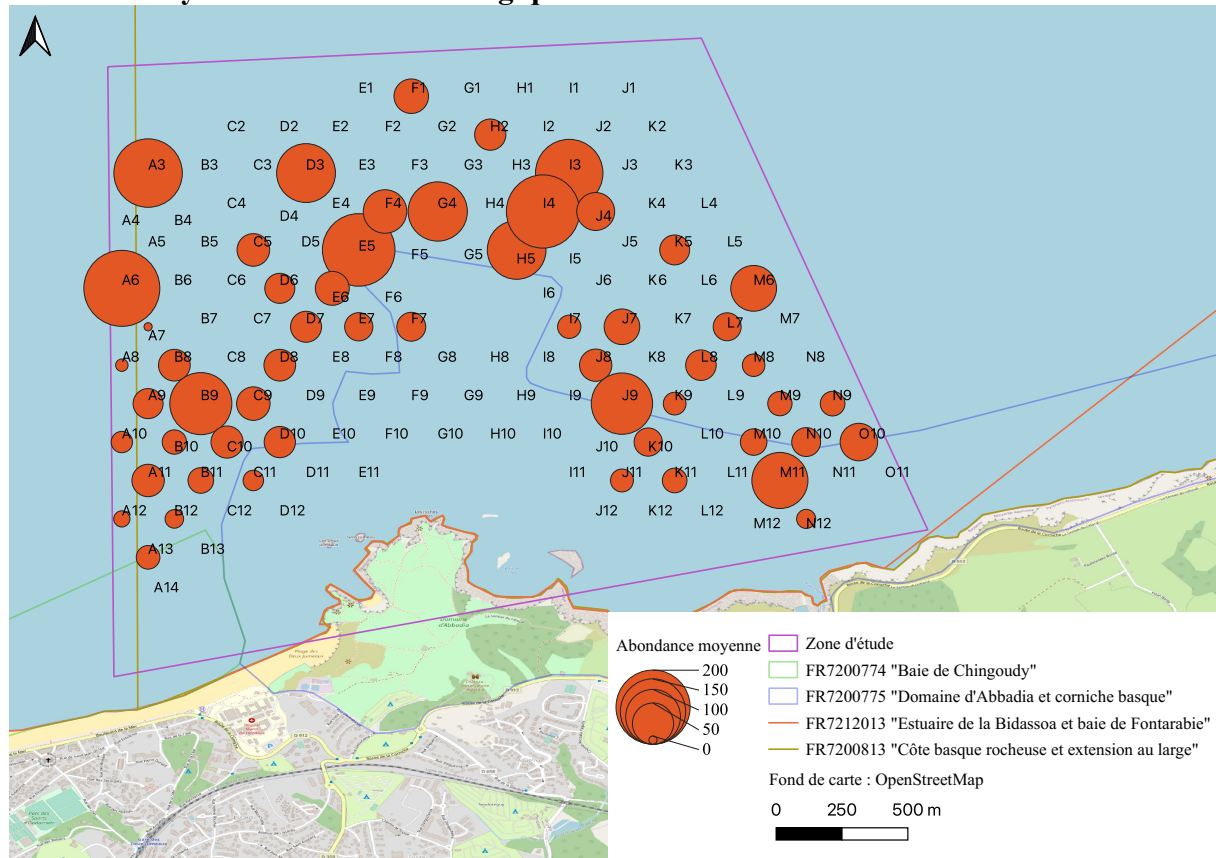 E1 F1 G1 H1 I1 J1
C2 D2 E2 F2 G2 H2 I2 J2 K2
A3 B3 C3 D3 E3 F3 G3 H3 I3 J3 K3
C4 E4 F4 G4 H4 I4 K4 L4
A4 B4 D4 J4
A5 B5 C5 D5 E5 J5 K5 L5
F5 G5 H5 I5
A6 B6 C6 D6 J6 K6 L6 M6
E6 F6 I6
B7 C7 D7 E7 F7 I7 J7 K7 L7 M7
A7
A8 B8 C8 D8 E8 F8 G8 H8 I8 J8 K8 L8 M8 N8
A9 B9 C9 D9 E9 F9 G9 H9 I9 J9 K9 L9 M9 N9
A10 D10 E10 F10 G10 H10 I10 L10 M10 N10 O10
B10 C10 J10 K10
A11 B11 C11 D11 E11 I11 J11 K11 L11 M11 N11 O11
A12 B12 C12 D12 J12 K12 L12
M12 N12
A13 B13
A14
Domaine
d'Abbadia
Plage des
Deux Jumeaux
Abondance moyenne
200
150
100
50
0
Zone d'étude
FR7200774 "Baie de Chingoudy"
FR7200775 "Domaine d'Abbadia et corniche basque"
FR7212013 "Estuaire de la Bidassoa et baie de Fontarabie"
FR7200813 "Côte basque rocheuse et extension au large"
Fond de carte : OpenStreetMap
0 250 500 m